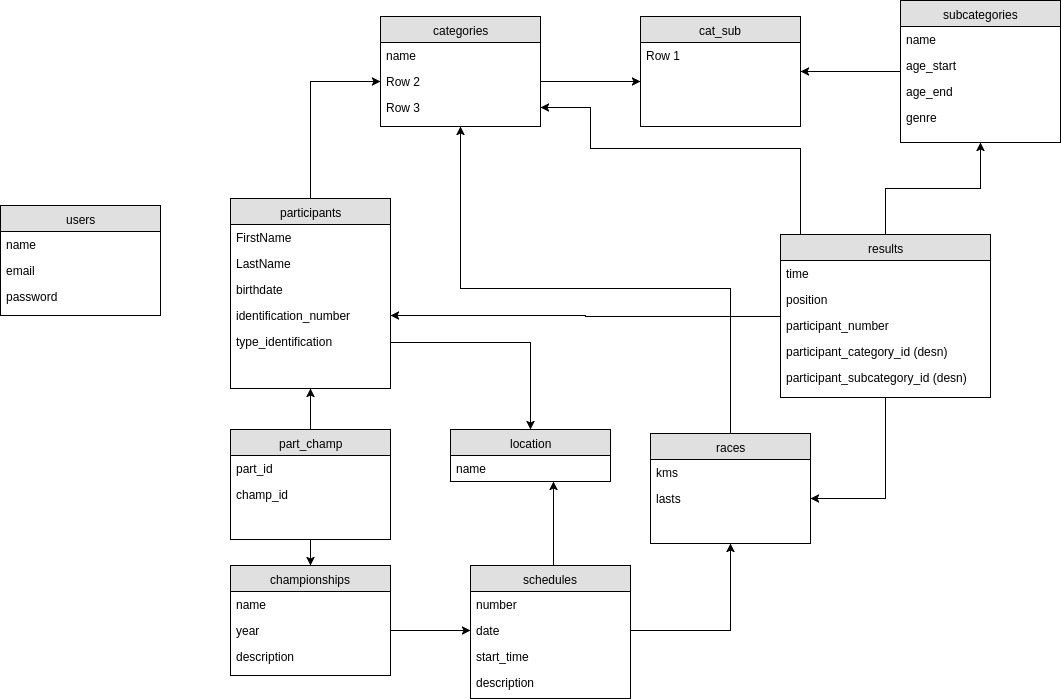 categories
name
Row 2
Row 3
cat_sub
Row 1
subcategories
name
age_start
age_end
genre
users
name
email
password
participants
FirstName
LastName
birthdate
identification_number
type_identification
results
time
position
participant_number
participant_category_id (desn)
participant_subcategory_id (desn)
part_champ
part_id
champ_id
location
name
races
kms
lasts
championships
name
year
description
schedules
number
date
start_time
description